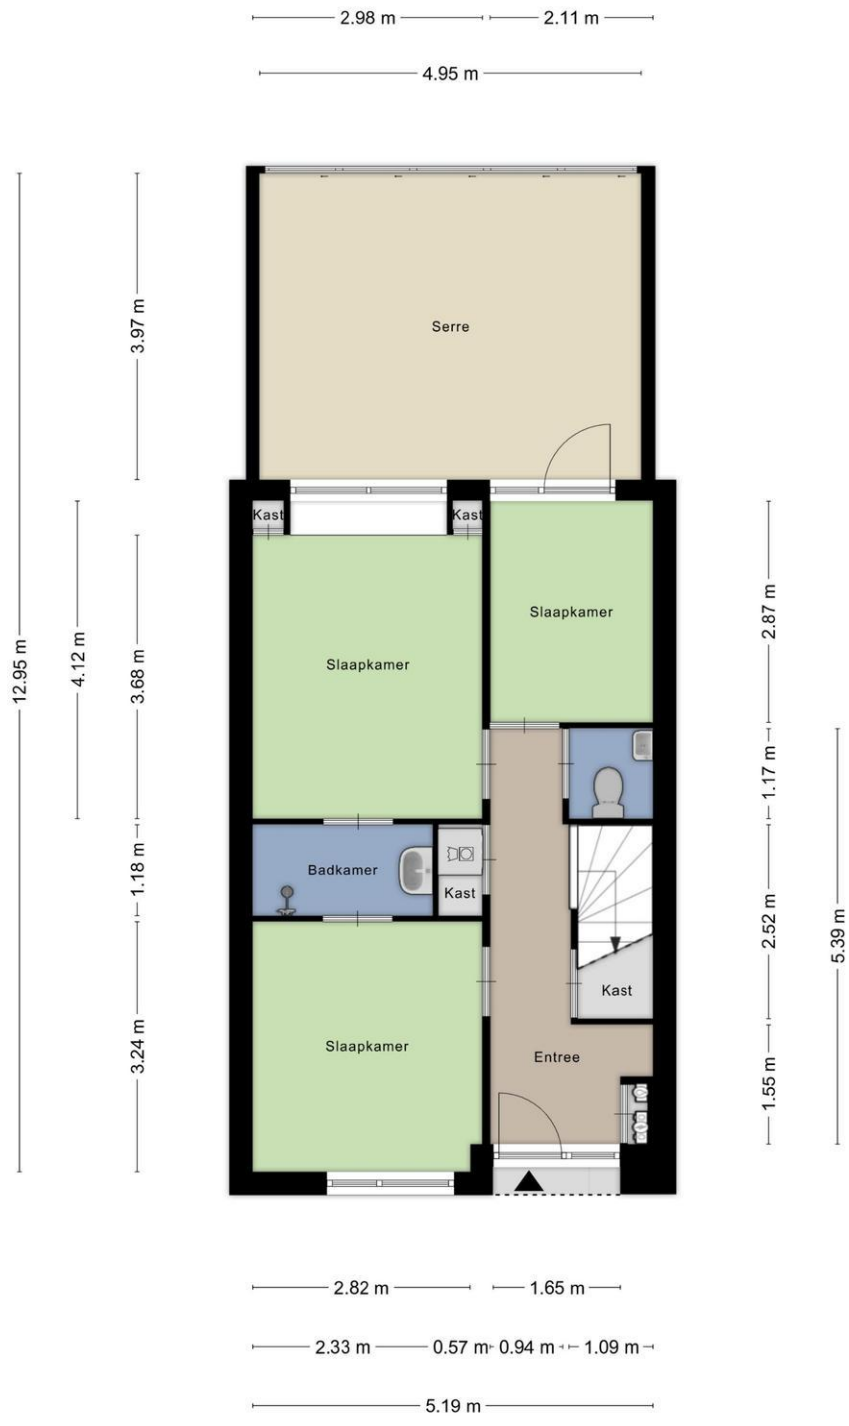 2.98 m 2.11 m
4.95 m
Serre
3.97 m
12.95 m
4.12 m
3.68 m
1.18 m
3.24 m
Kast Kast
Slaapkamer
Slaapkamer
Badkamer
Kast
Kast
Slaapkamer
Entree
2.87 m
1.17 m
2.52 m
1.55 m
5.39 m
2.82 m 1.65 m
2.33 m 0.57 m 0.94 m 1.09 m
5.19 m